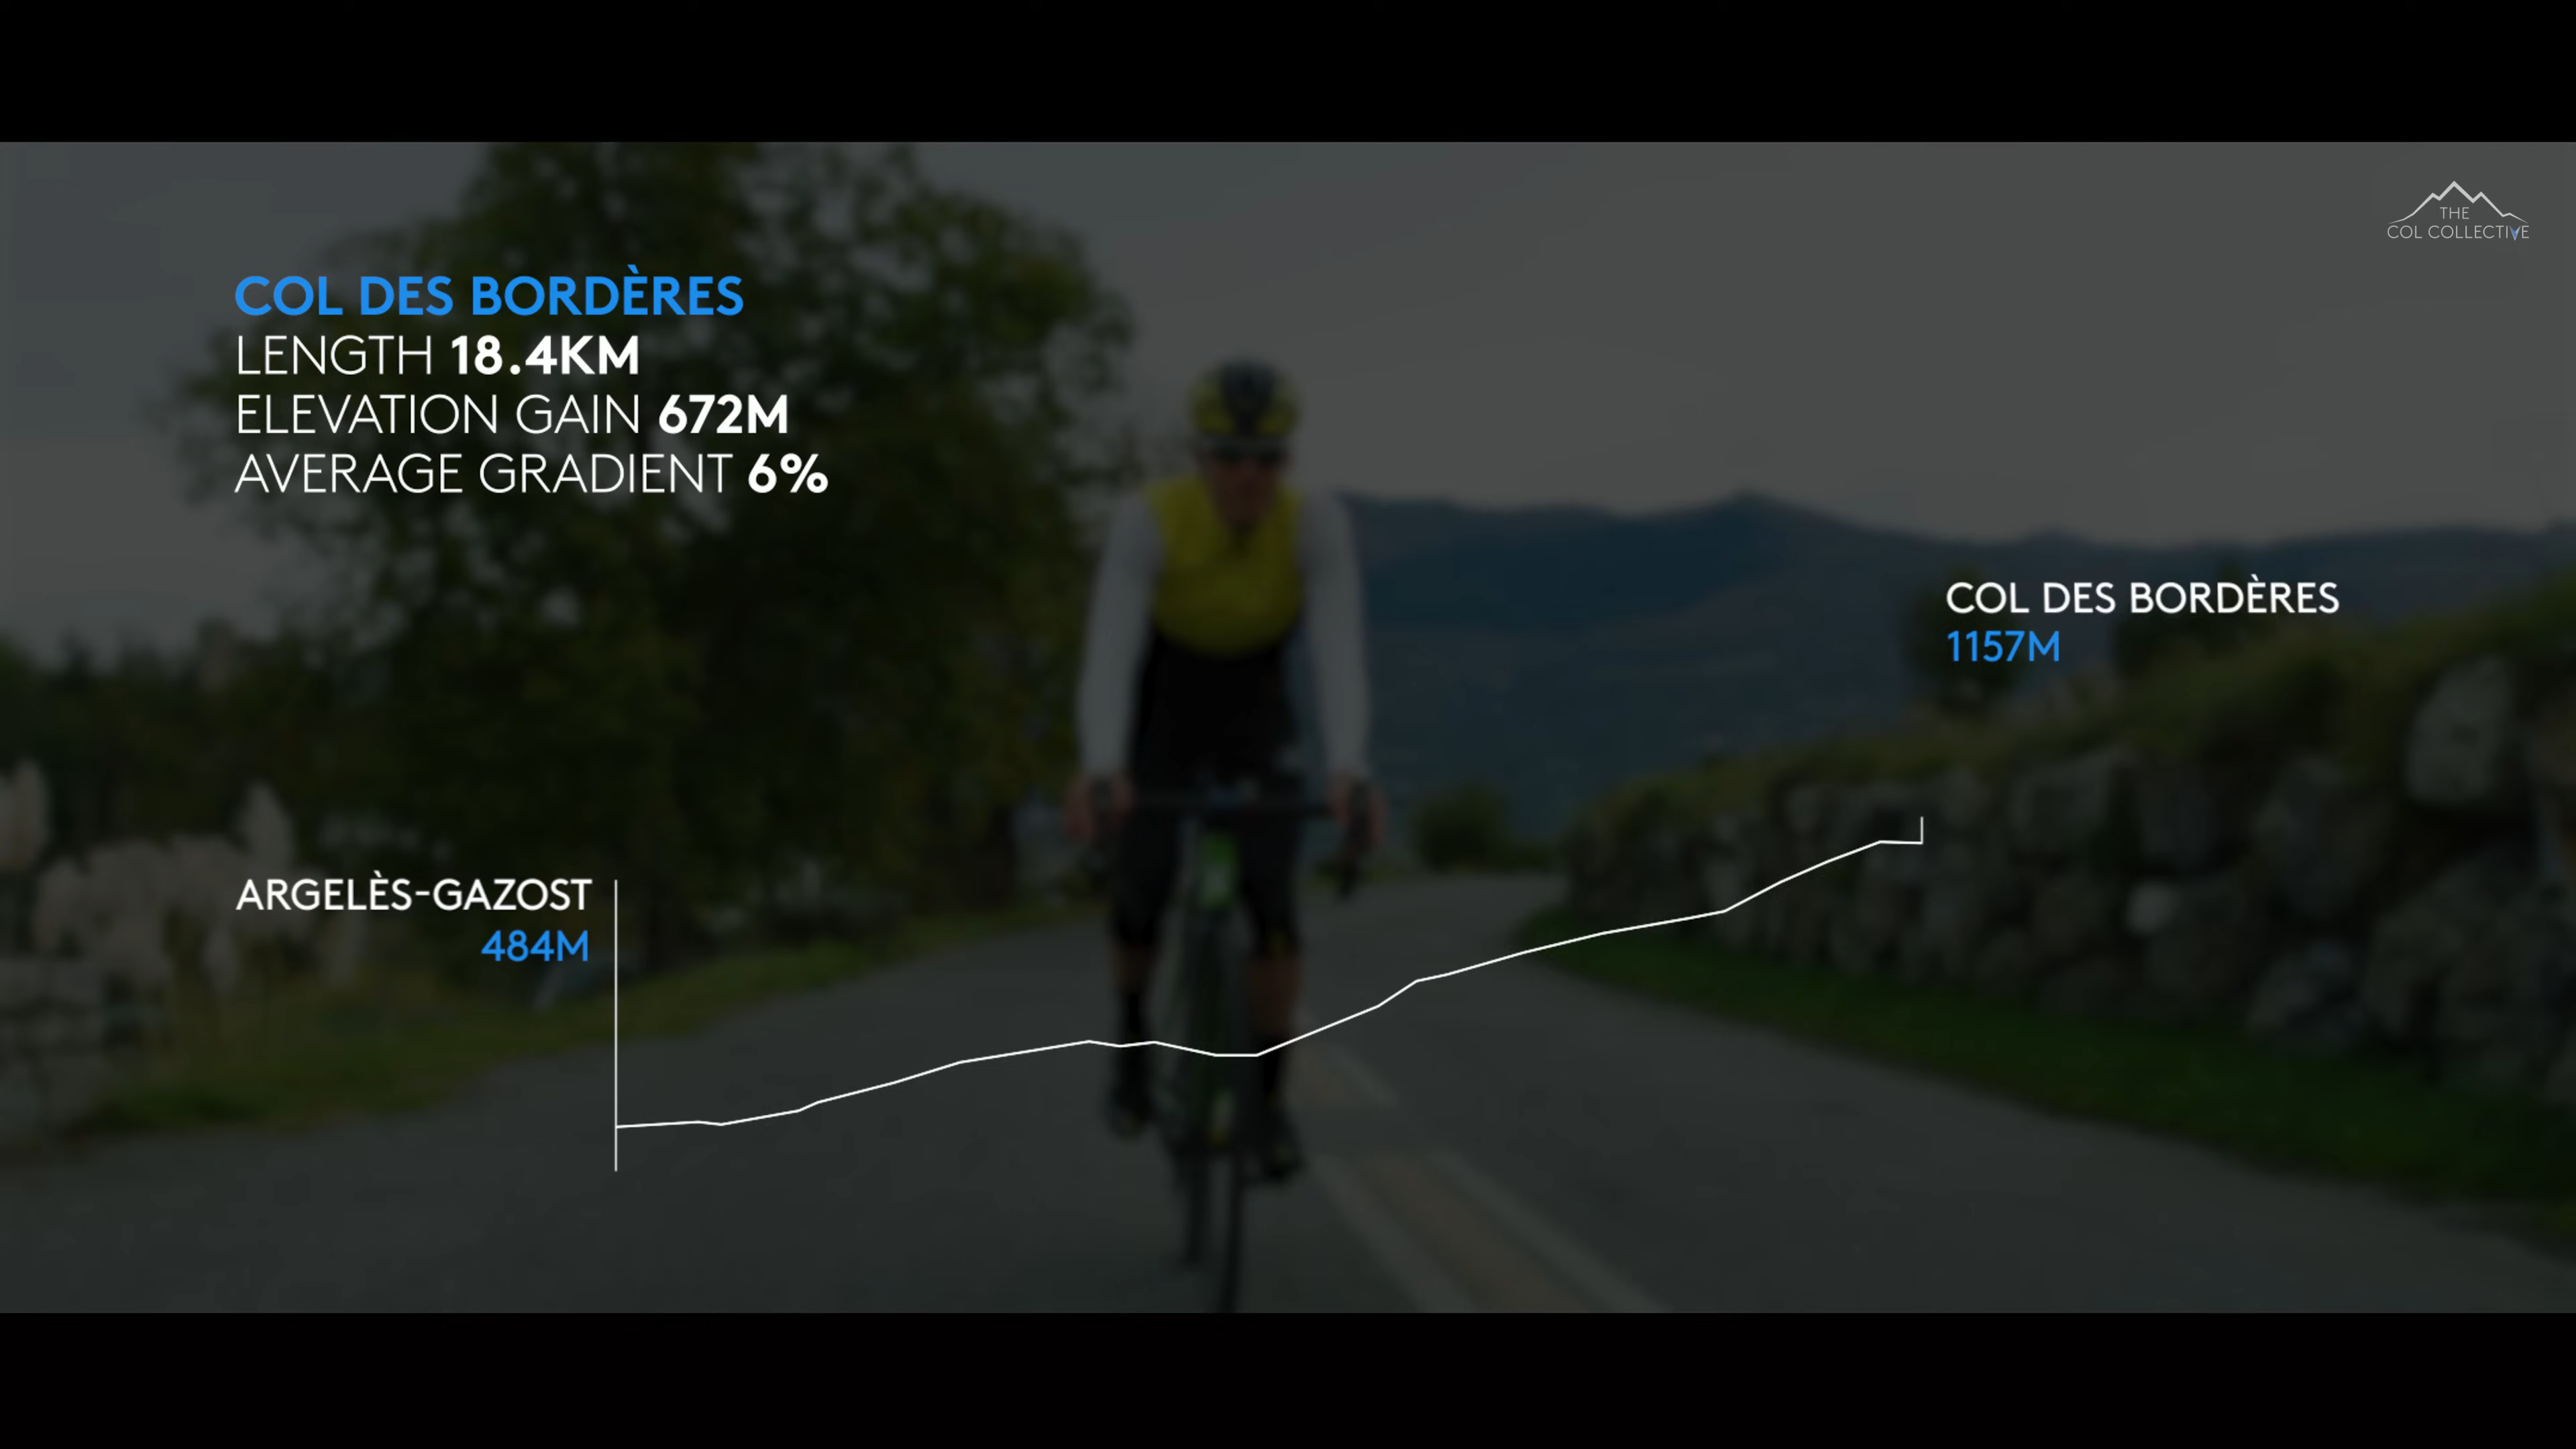 THE
COL COLLECTIVE
COL DES BORDÈRES
LENGTH 18.4KM
ELEVATION GAIN 672M
AVERAGE GRADIENT 6%
COL DES BORDÈRES
1157M
ARGELÈS-GAZOST
484M